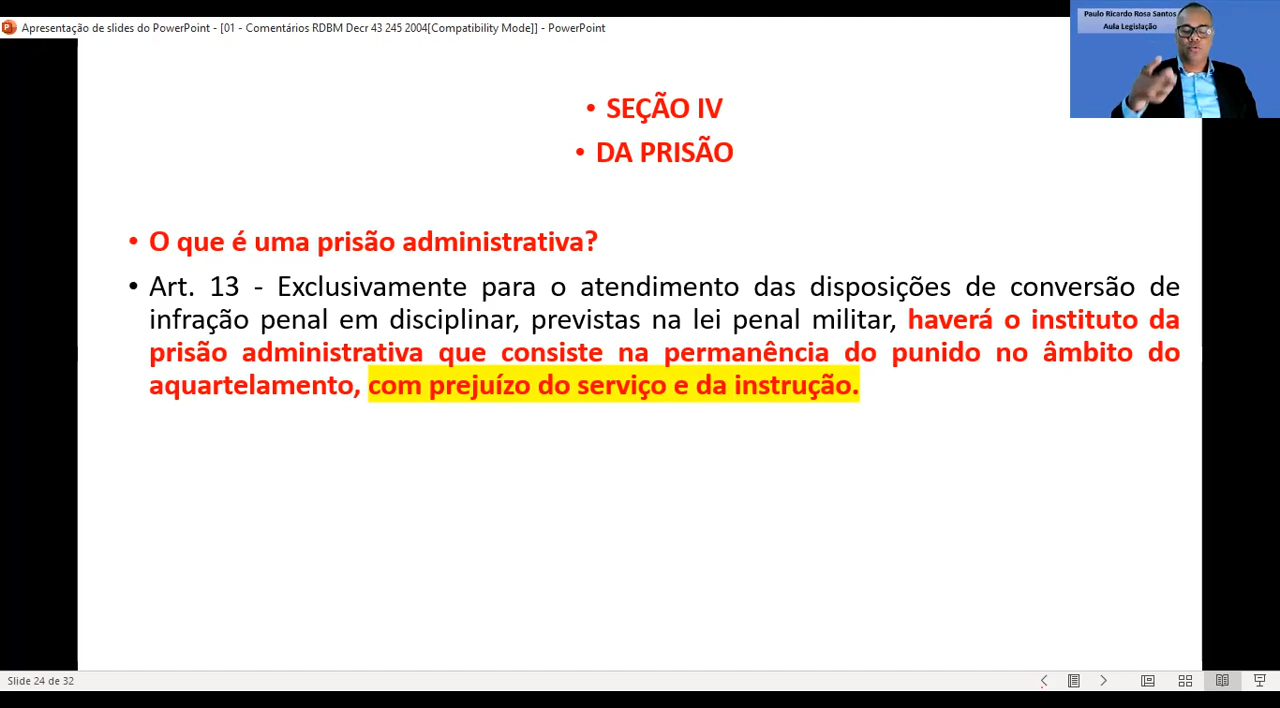 Apresentação de slides do PowerPoint - [01 - Comentários RDBM Decr 43 245 2004[Compatibility Mode]] - PowerPoint
Paulo Ricardo Rosa Santos
Aula Legislação
• SEÇÃO IV
• DA PRISÃO
• O que é uma prisão administrativa?
• Art. 13 - Exclusivamente para o atendimento das disposições de conversão de
infração penal em disciplinar, previstas na lei penal militar, haverá o instituto da
prisão administrativa que consiste na permanência do punido no âmbito do
aquartelamento, com prejuízo do serviço e da instrução.
Slide 24 de 32